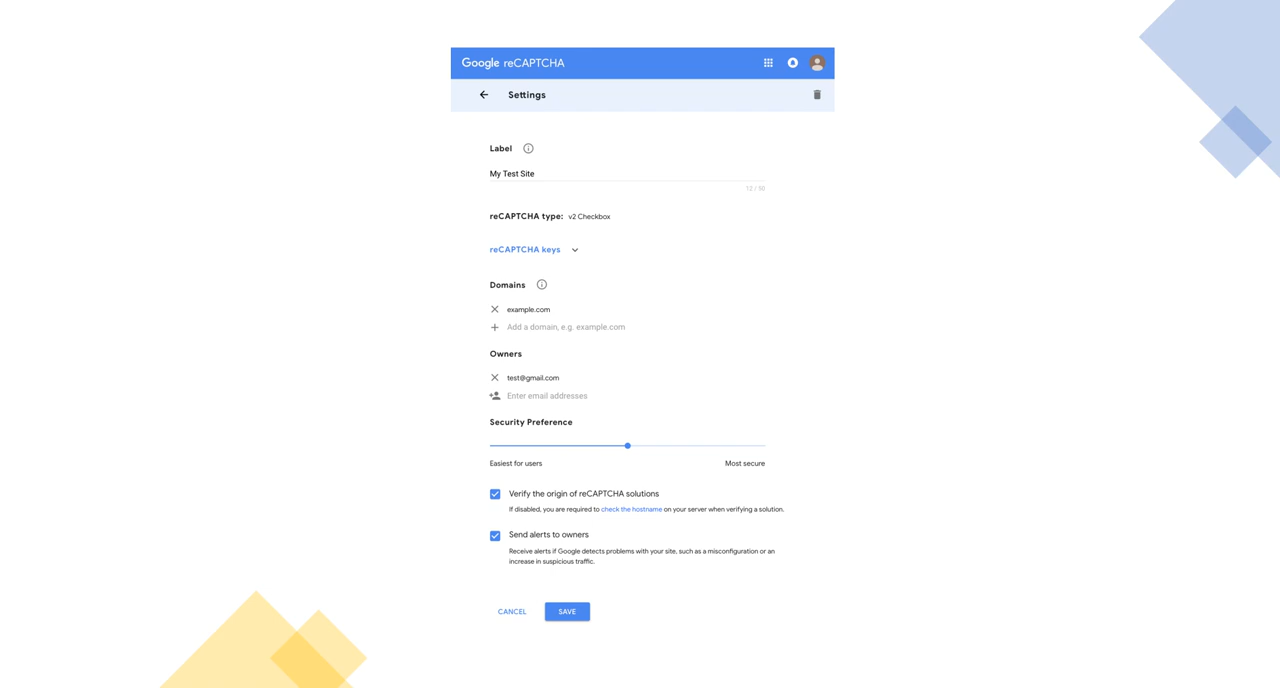 Google reCAPTCHA
Settings
Label
My Test Site
12 / 50
reCAPTCHA type: v2 Checkbox
reCAPTCHA keys
Domains
example.com
Add a domain, e.g. example.com
Owners
test@gmail.com
Enter email addresses
Security Preference
Easiest for users Most secure
Verify the origin of reCAPTCHA solutions
If disabled, you are required to check the hostname on your server when verifying a solution.
Send alerts to owners
Receive alerts if Google detects problems with your site, such as a misconfiguration or an
increase in suspicious traffic.
CANCEL SAVE